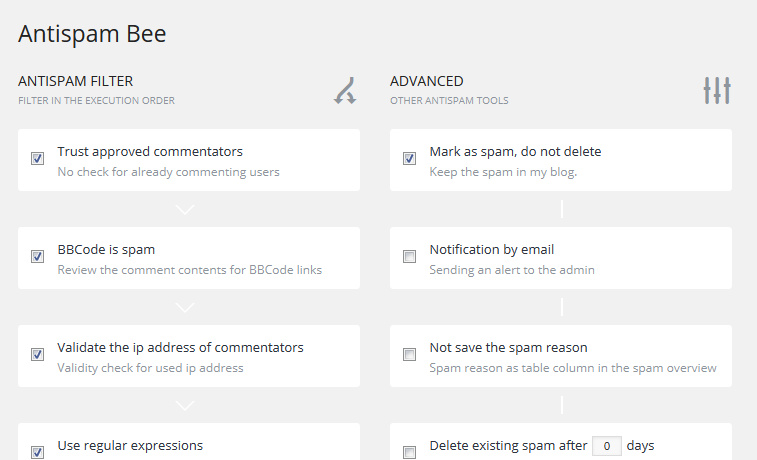 Antispam Bee
ANTISPAM FILTER
FILTER IN THE EXECUTION ORDER
Trust approved commentators
No check for already commenting users
BBCode is spam
Review the comment contents for BBCode links
Validate the ip address of commentators
Validity check for used ip address
Use regular expressions
ADVANCED
OTHER ANTISPAM TOOLS
Mark as spam, do not delete
Keep the spam in my blog.
Notification by email
Sending an alert to the admin
Not save the spam reason
Spam reason as table column in the spam overview
Delete existing spam after 0 days